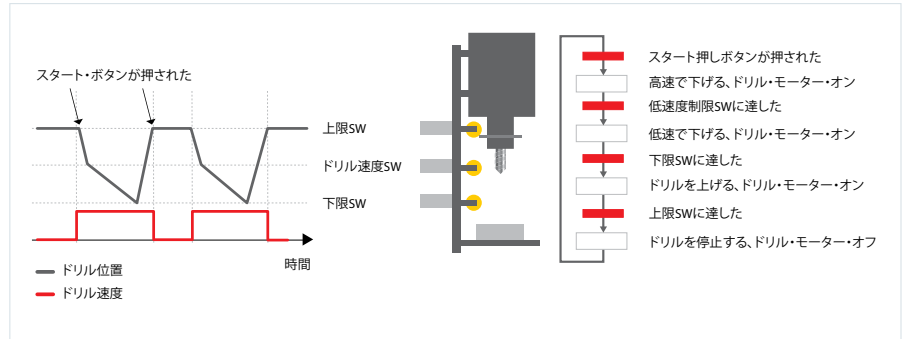 スタート・ボタンが押された
上限SW
ドリル速度SW
下限SW
時間
ドリル位置
ドリル速度
スタート押しボタンが押された
高速で下げる、ドリル・モーター・オン
低速度制限SWに達した
低速で下げる、ドリル・モーター・オン
下限SWに達した
ドリルを上げる、ドリル・モーター・オン
上限SWに達した
ドリルを停止する、ドリル・モーター・オフ